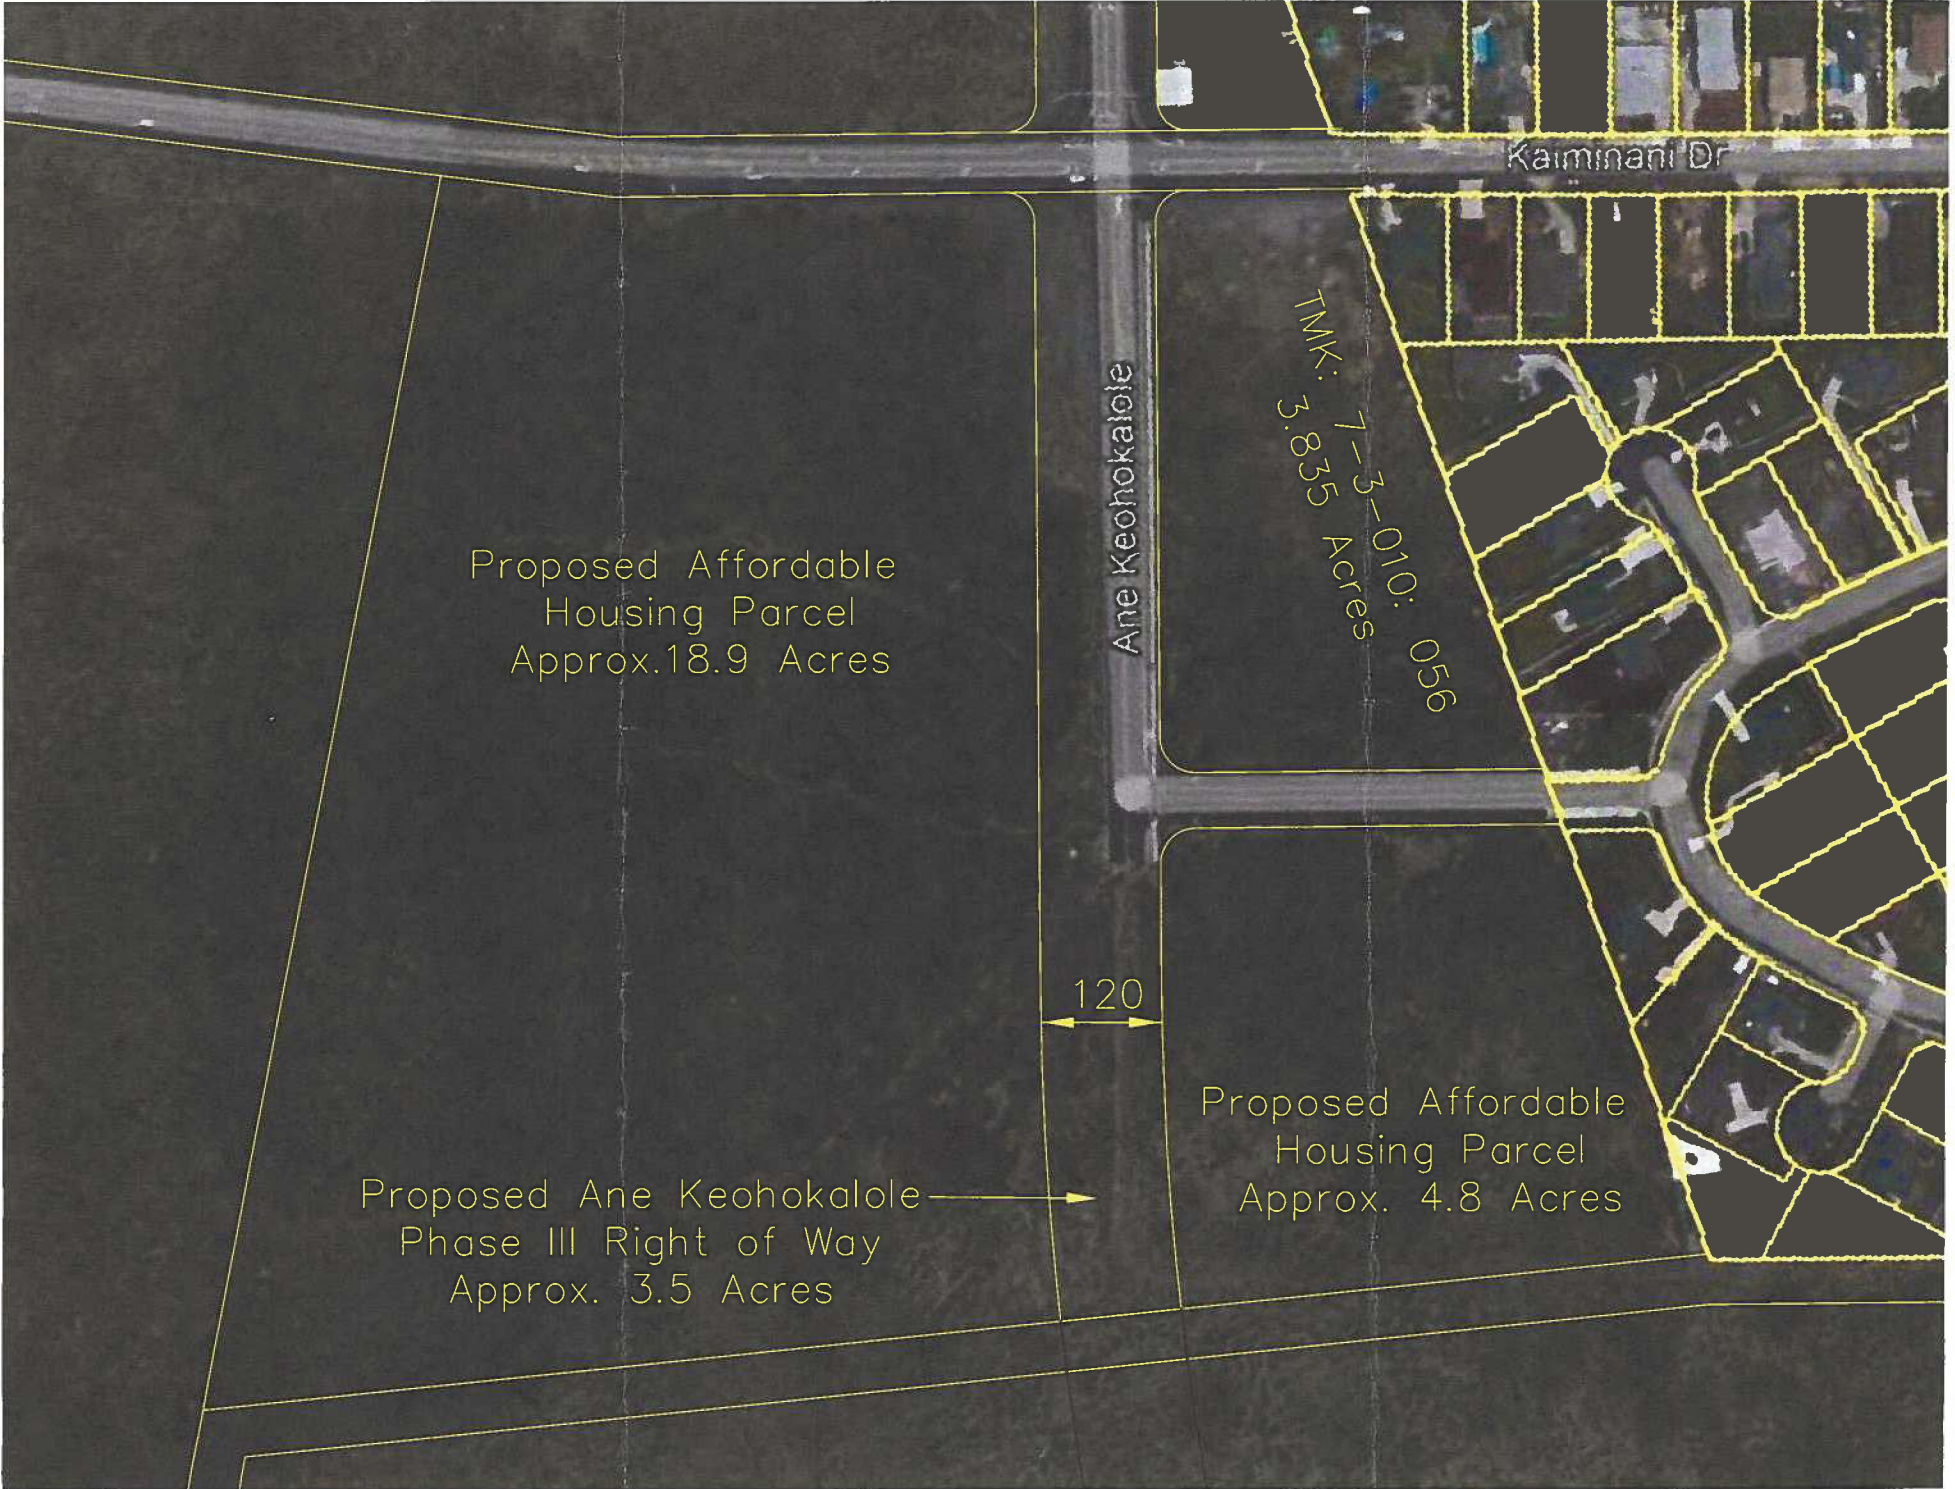 Kaiminani Dr
Ane Keohokalole
TMK: 7-3-010: 056
3.835 Acres
Proposed Affordable
Housing Parcel
Approx.18.9 Acres
120
Proposed Affordable
Housing Parcel
Approx. 4.8 Acres
Proposed Ane Keohokalole
Phase III Right of Way
Approx. 3.5 Acres